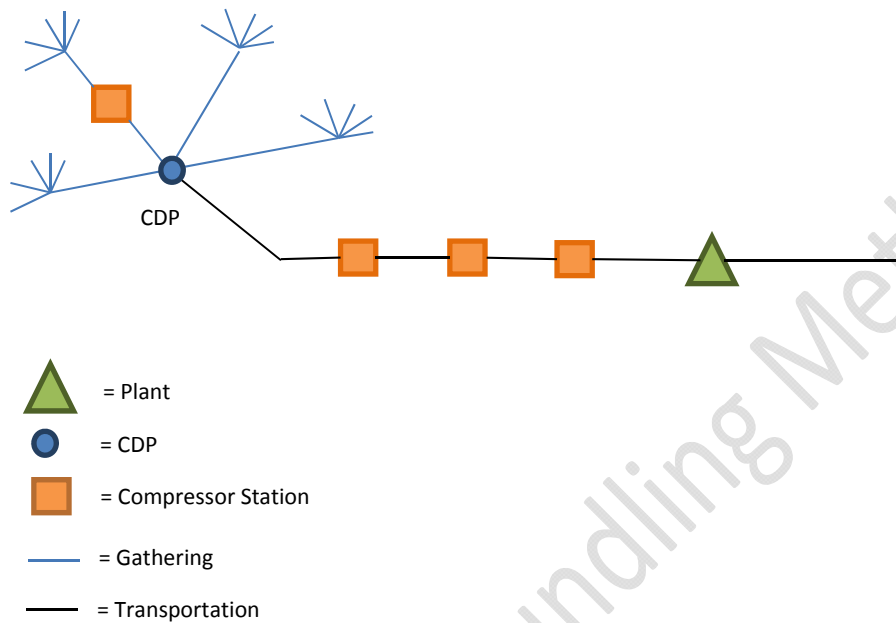 CDP
= Plant
= CDP
= Compressor Station
= Gathering
= Transportation